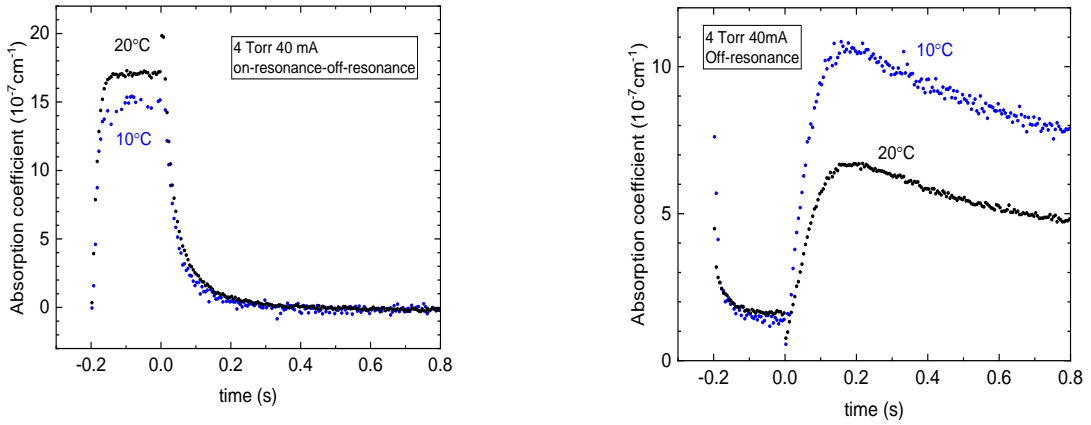 20
15
10
5
0
-0.2
0.0
0.2
0.4
0.6
0.8
Absorption coefficient (10⁻⁷cm⁻¹)
time (s)
20°C
10°C
4 Torr 40 mA
on-resonance-off-resonance
10
5
0
-0.2
0.0
0.2
0.4
0.6
0.8
Absorption coefficient (10⁻⁷cm⁻¹)
time (s)
4 Torr 40mA
Off-resonance
10°C
20°C